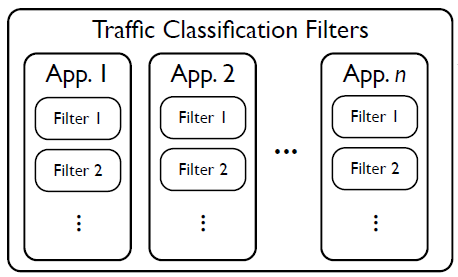 Traffic Classification Filters
App. 1
Filter 1
Filter 2
⋮
App. 2
Filter 1
Filter 2
⋮
...
App. n
Filter 1
Filter 2
⋮